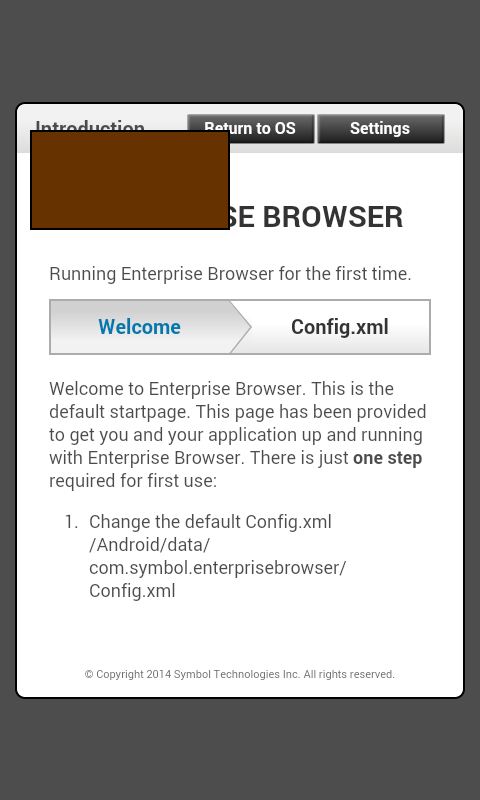 Introduction
Return to OS
Settings
BROWSER
Running Enterprise Browser for the first time.
Welcome
Config.xml
Welcome to Enterprise Browser. This is the
default startpage. This page has been provided
to get you and your application up and running
with Enterprise Browser. There is just one step
required for first use:
1. Change the default Config.xml
/Android/data/
com.symbol.enterprisebrowser/
Config.xml
© Copyright 2014 Symbol Technologies Inc. All rights reserved.